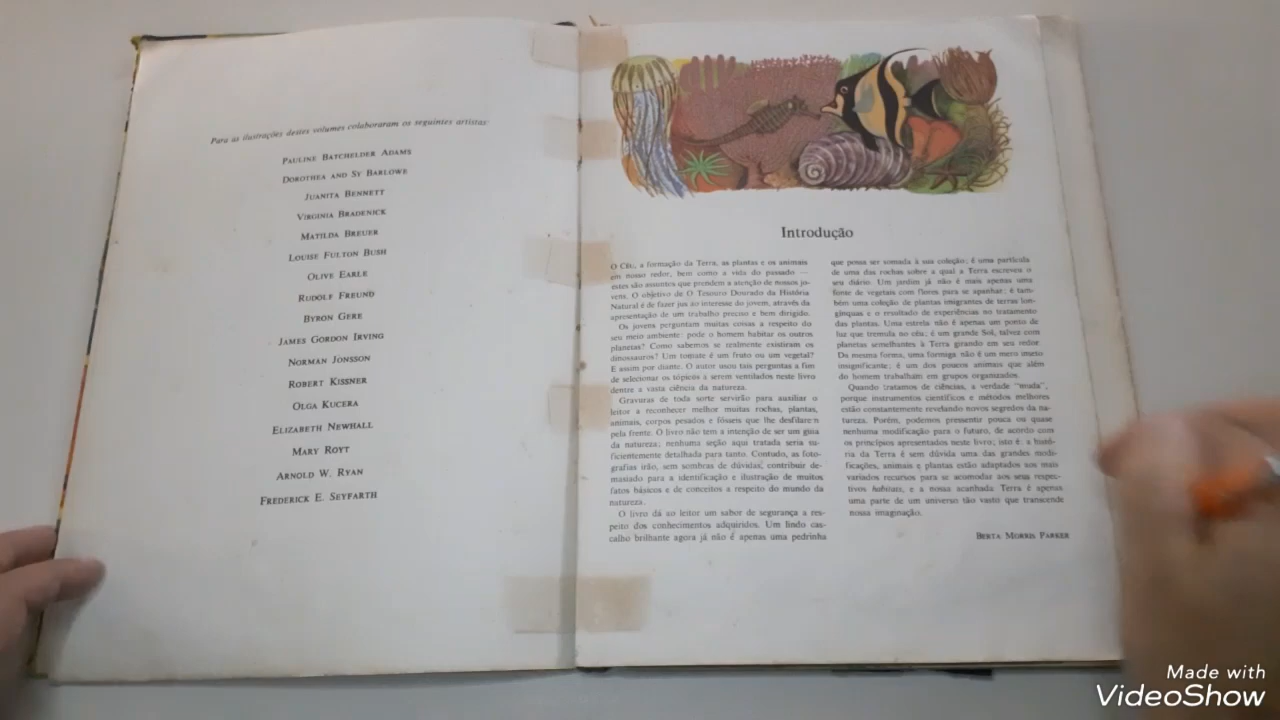 Para as ilustrações destes volumes colaboraram os seguintes artistas:
PAULINE BATCHELDER ADAMS
DOROTHEA AND SY BARLOWE
JUANITA BENNETT
VIRGINIA BRADENICK
MATILDA BREUER
LOUISE FULTON BUSH
OLIVE EARLE
RUDOLF FREUND
BYRON GERE
JAMES GORDON IRVING
NORMAN JONSSON
ROBERT KISSNER
OLGA KUCERA
ELIZABETH NEWHALL
MARY ROYT
ARNOLD W. RYAN
FREDERICK E. SEYFARTH
Introdução
O CÉU, a formação da Terra, as plantas e os animais
em nosso redor, bem como a vida do passado —
estes são assuntos que prendem a atenção de nossos jo-
vens. O objetivo de O Tesouro Dourado da História
Natural é de fazer jus ao interesse do jovem, através da
apresentação de um trabalho preciso e bem dirigido.
Os jovens perguntam muitas coisas a respeito do
seu meio ambiente: pode o homem habitar os outros
planetas? Como sabemos se realmente existiram os
dinossauros? Um tomate é um fruto ou um vegetal?
E assim por diante. O autor usou tais perguntas a fim
de selecionar os tópicos a serem ventilados neste livro
dentre a vasta ciência da natureza.
Gravuras de toda sorte servirão para auxiliar o
leitor a reconhecer melhor muitas rochas, plantas,
animais, corpos pesados e fósseis que lhe desfilarem
pela frente. O livro não tem a intenção de ser um guia
da natureza; nenhuma seção aqui tratada seria su-
ficientemente detalhada para tanto. Contudo, as foto-
grafias irão, sem sombras de dúvidas, contribuir de-
masiado para a identificação e ilustração de muitos
fatos básicos e de conceitos a respeito do mundo da
natureza.
O livro dá ao leitor um sabor de segurança a res-
peito dos conhecimentos adquiridos. Um lindo cas-
calho brilhante agora já não é apenas uma pedrinha
que possa ser somada à sua coleção; é uma partícula
de uma das rochas sobre a qual a Terra escreveu o
seu diário. Um jardim já não é mais apenas uma
fonte de vegetais com flores para se apanhar; é tam-
bém uma coleção de plantas imigrantes de terras lon-
gínquas e o resultado de experiências no tratamento
das plantas. Uma estrela não é apenas um ponto de
luz que tremula no céu; é um grande Sol, talvez com
planetas semelhantes à Terra girando em seu redor.
Da mesma forma, uma formiga não é um mero inseto
insignificante; é um dos poucos animais que além
do homem trabalham em grupos organizados.
Quando tratamos de ciências, a verdade "muda",
porque instrumentos científicos e métodos melhores
estão constantemente revelando novos segredos da na-
tureza. Porém, podemos pressentir pouca ou quase
nenhuma modificação para o futuro, de acordo com
os princípios apresentados neste livro; isto é: a histó-
ria da Terra é sem dúvida uma das grandes modi-
ficações, animais e plantas estão adaptados aos mais
variados recursos para se acomodar aos seus respec-
tivos habitats, e a nossa acanhada Terra é apenas
uma parte de um universo tão vasto que transcende
nossa imaginação.
BERTA MORRIS PARKER
Made with
VideoShow